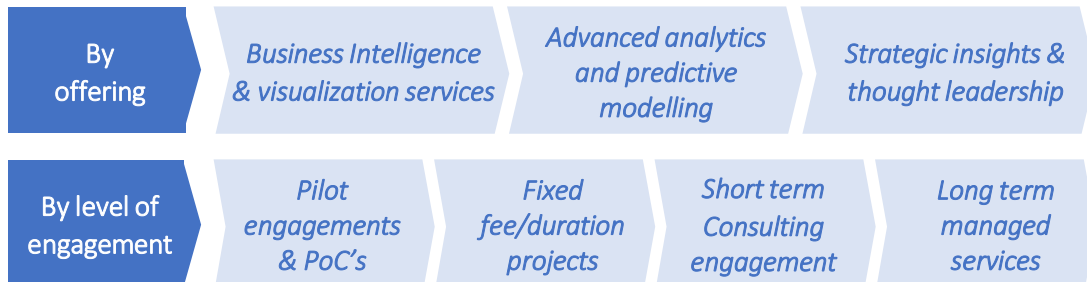 By
offering
Business Intelligence
& visualization services
Advanced analytics
and predictive
modelling
Strategic insights &
thought leadership
By level of
engagement
Pilot
engagements
& PoC's
Fixed
fee/duration
projects
Short term
Consulting
engagement
Long term
managed
services